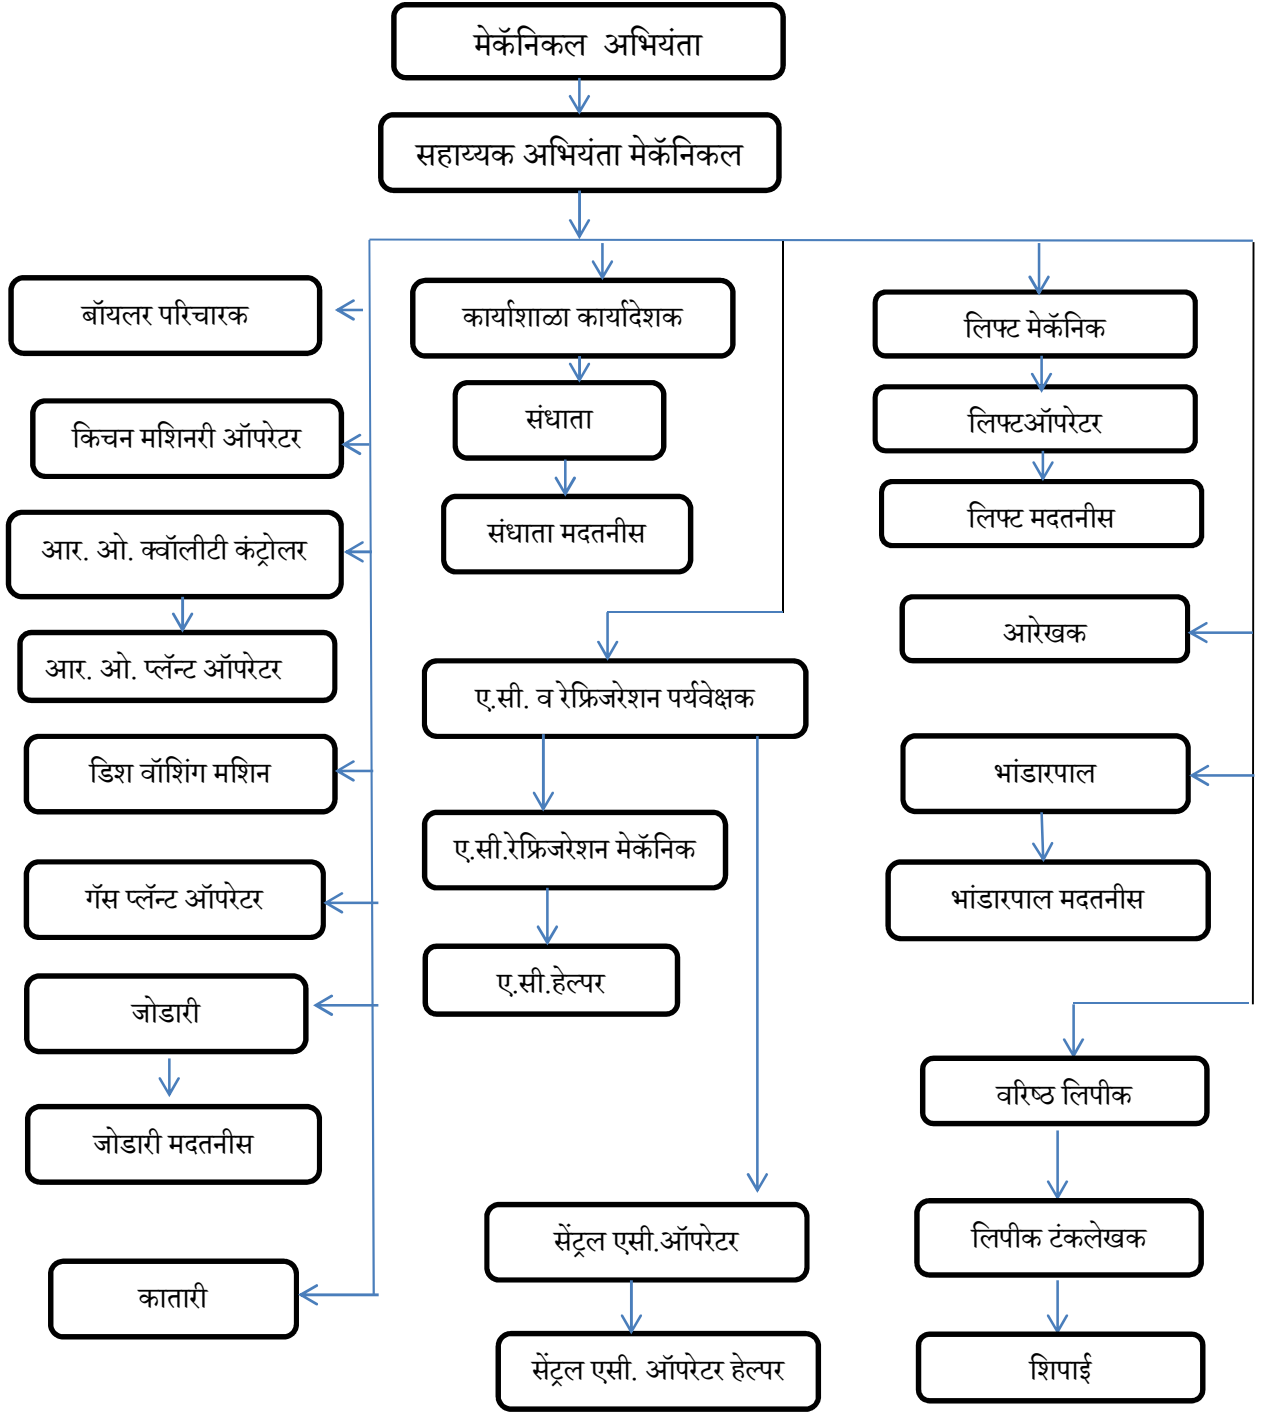 मेकॅनिकल अभियंता
सहाय्यक अभियंता मेकॅनिकल
बॉयलर परिचारक
किचन मशिनरी ऑपरेटर
आर. ओ. क्वॉलीटी कंट्रोलर
आर. ओ. प्लॅन्ट ऑपरेटर
डिश वॉशिंग मशिन
गॅस प्लॅन्ट ऑपरेटर
जोडारी
जोडारी मदतनीस
कातारी
कार्याशाळा कार्यादेशक
संधाता
संधाता मदतनीस
ए.सी. व रेफ्रिजरेशन पर्यवेक्षक
ए.सी.रेफ्रिजरेशन मेकॅनिक
ए.सी.हेल्पर
सेंट्रल एसी.ऑपरेटर
सेंट्रल एसी. ऑपरेटर हेल्पर
लिफ्ट मेकॅनिक
लिफ्टऑपरेटर
लिफ्ट मदतनीस
आरेखक
भांडारपाल
भांडारपाल मदतनीस
वरिष्ठ लिपीक
लिपीक टंकलेखक
शिपाई